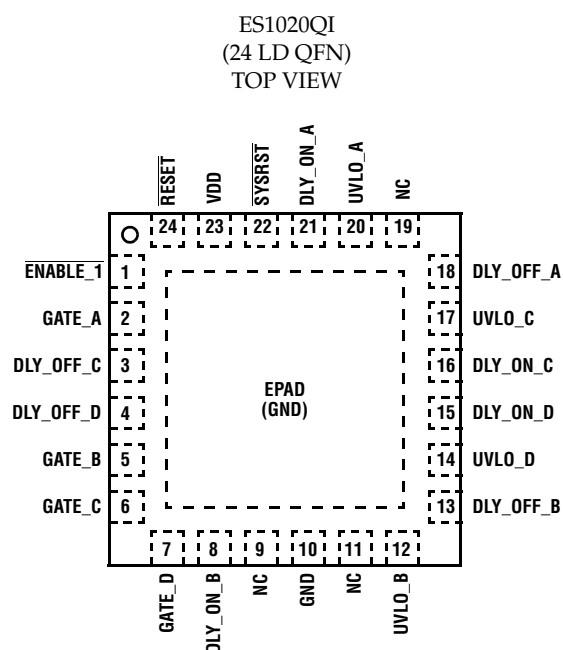 ES1020QI
(24 LD QFN)
TOP VIEW
RESET
VDD
SYSRST
DLY_ON_A
UVLO_A
NC
24 23 22 21 20 19
ENABLE_1 1
GATE_A 2
DLY_OFF_C 3
DLY_OFF_D 4
GATE_B 5
GATE_C 6
EPAD
(GND)
18 DLY_OFF_A
17 UVLO_C
16 DLY_ON_C
15 DLY_ON_D
14 UVLO_D
13 DLY_OFF_B
7 8 9 10 11 12
GATE_D
DLY_ON_B
NC
GND
NC
UVLO_B